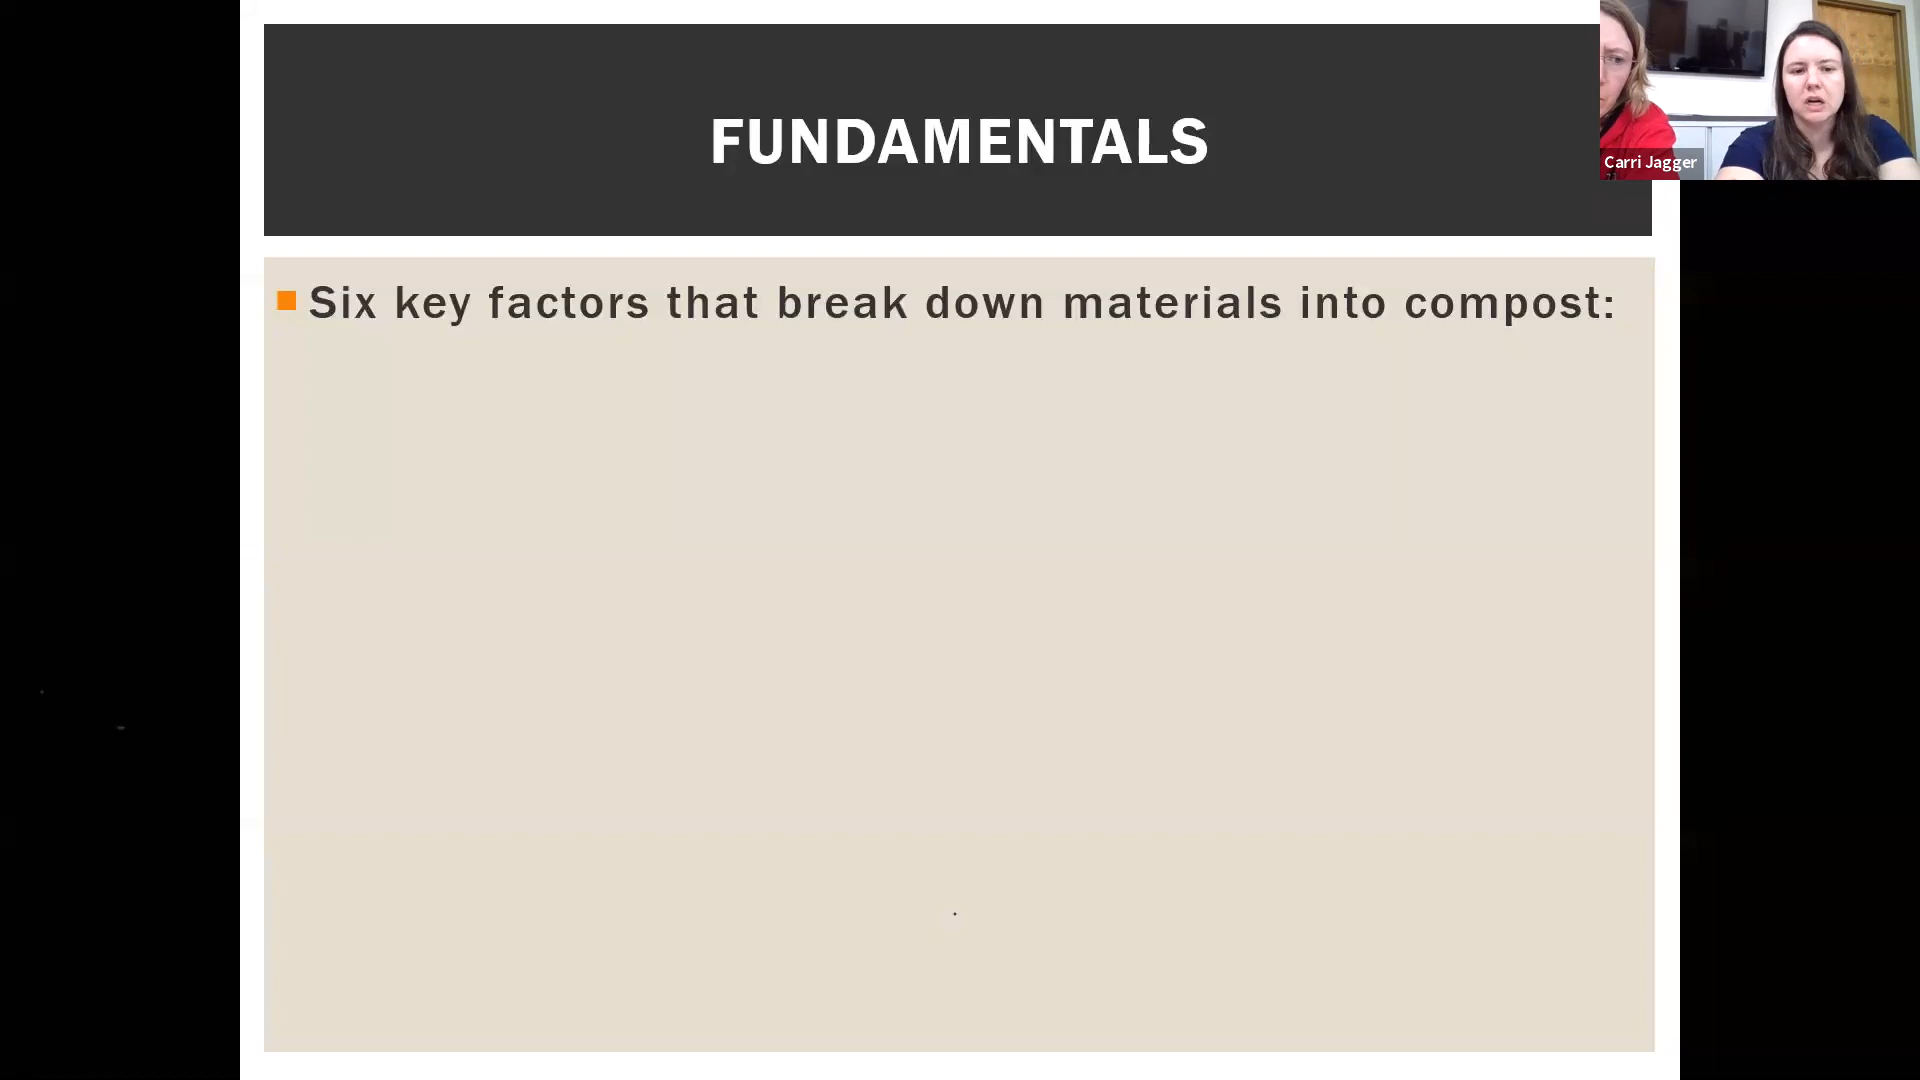 FUNDAMENTALS
Carri Jagger
Six key factors that break down materials into compost: